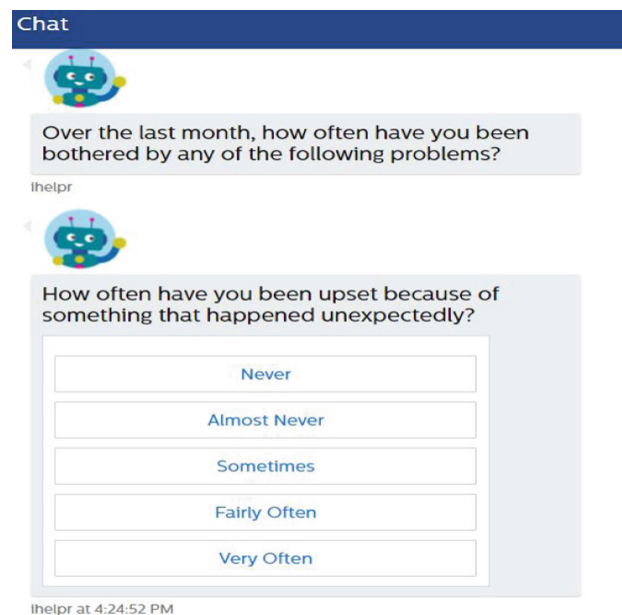 Chat
Over the last month, how often have you been
bothered by any of the following problems?
Ihelpr
How often have you been upset because of
something that happened unexpectedly?
Never
Almost Never
Sometimes
Fairly Often
Very Often
Ihelpr at 4:24:52 PM